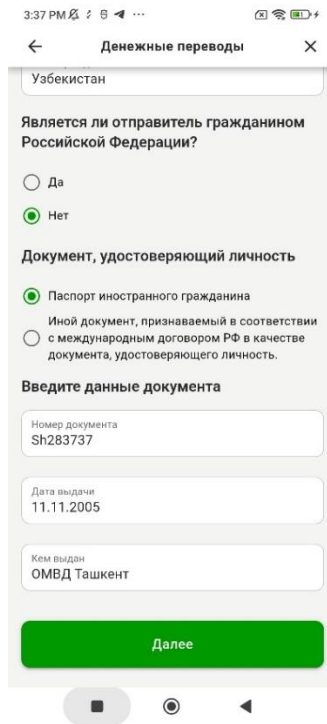 3:37 PM
Денежные переводы
Узбекистан
Является ли отправитель гражданином
Российской Федерации?
Да
Нет
Документ, удостоверяющий личность
Паспорт иностранного гражданина
Иной документ, признаваемый в соответствии
с международным договором РФ в качестве
документа, удостоверяющего личность.
Введите данные документа
Номер документа
Sh283737
Дата выдачи
11.11.2005
Кем выдан
ОМВД Ташкент
Далее